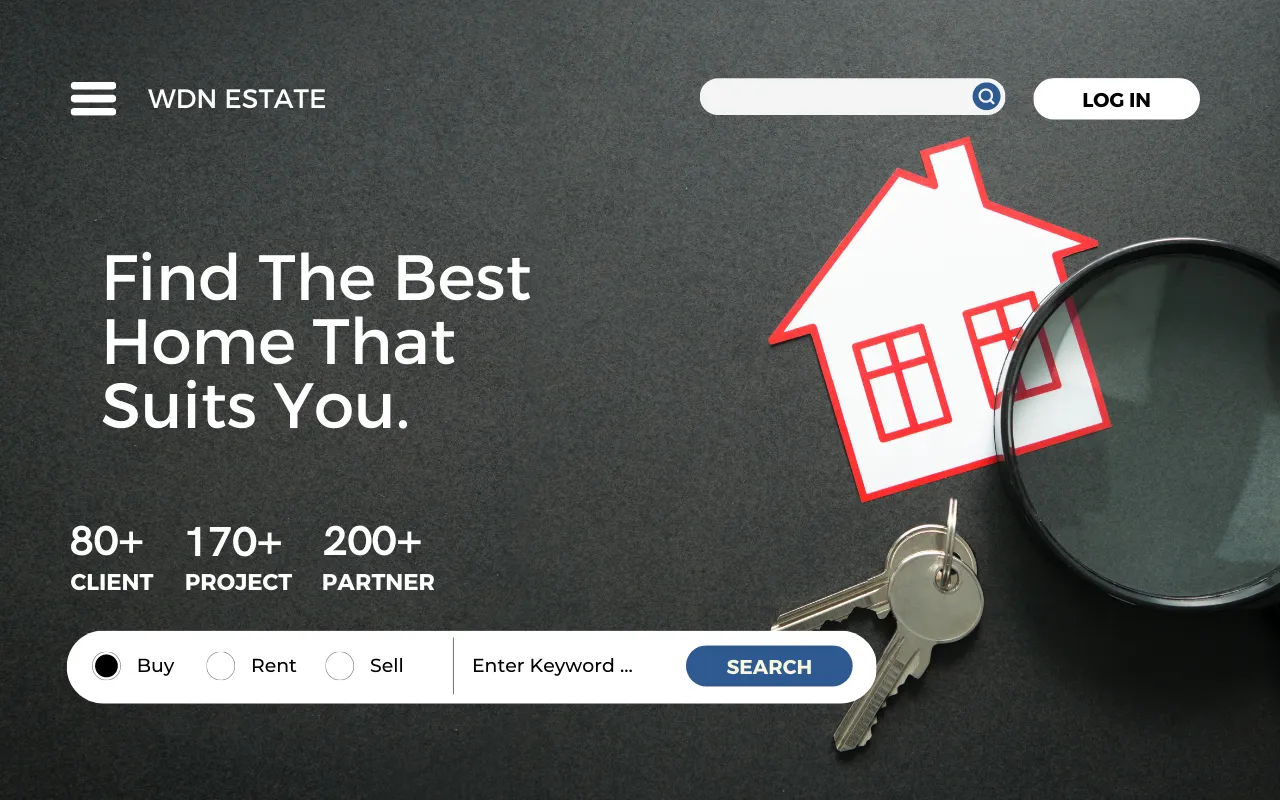 WDN ESTATE
LOG IN
Find The Best
Home That
Suits You.
80+ 170+ 200+
CLIENT PROJECT PARTNER
Buy Rent Sell Enter Keyword ... SEARCH